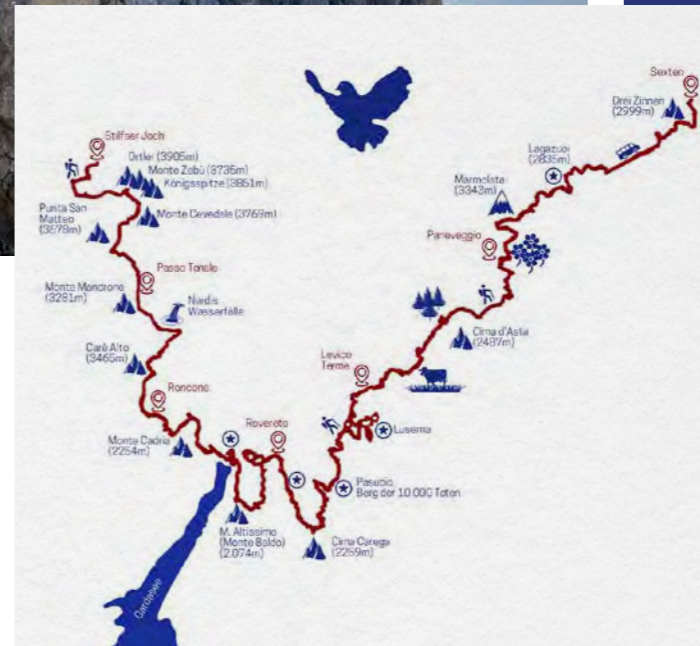 Sexten
Drei Zinnen
(2999m)
Lagazuoi
(2835m)
Marmolata
(3343m)
Paneveggio
Cima d'Asta
(2487m)
Levico
Terme
Luserna
Pasubio
Berg der 10 000 Toten
Cima Carega
(2259m)
Rovereto
M. Altissimo
(Monte Baldo)
(2.074m)
Gardasee
Monte Cadria
(2254m)
Roncone
Carè Alto
(3465m)
Nardis
Wasserfälle
Monte Mandrone
(3281m)
Passo Tonale
Punta San
Matteo
(3678m)
Monte Cevedale (3769m)
Königsspitze (3851m)
Monte Zebù (3735m)
Ortler (3905m)
Stilfser Joch